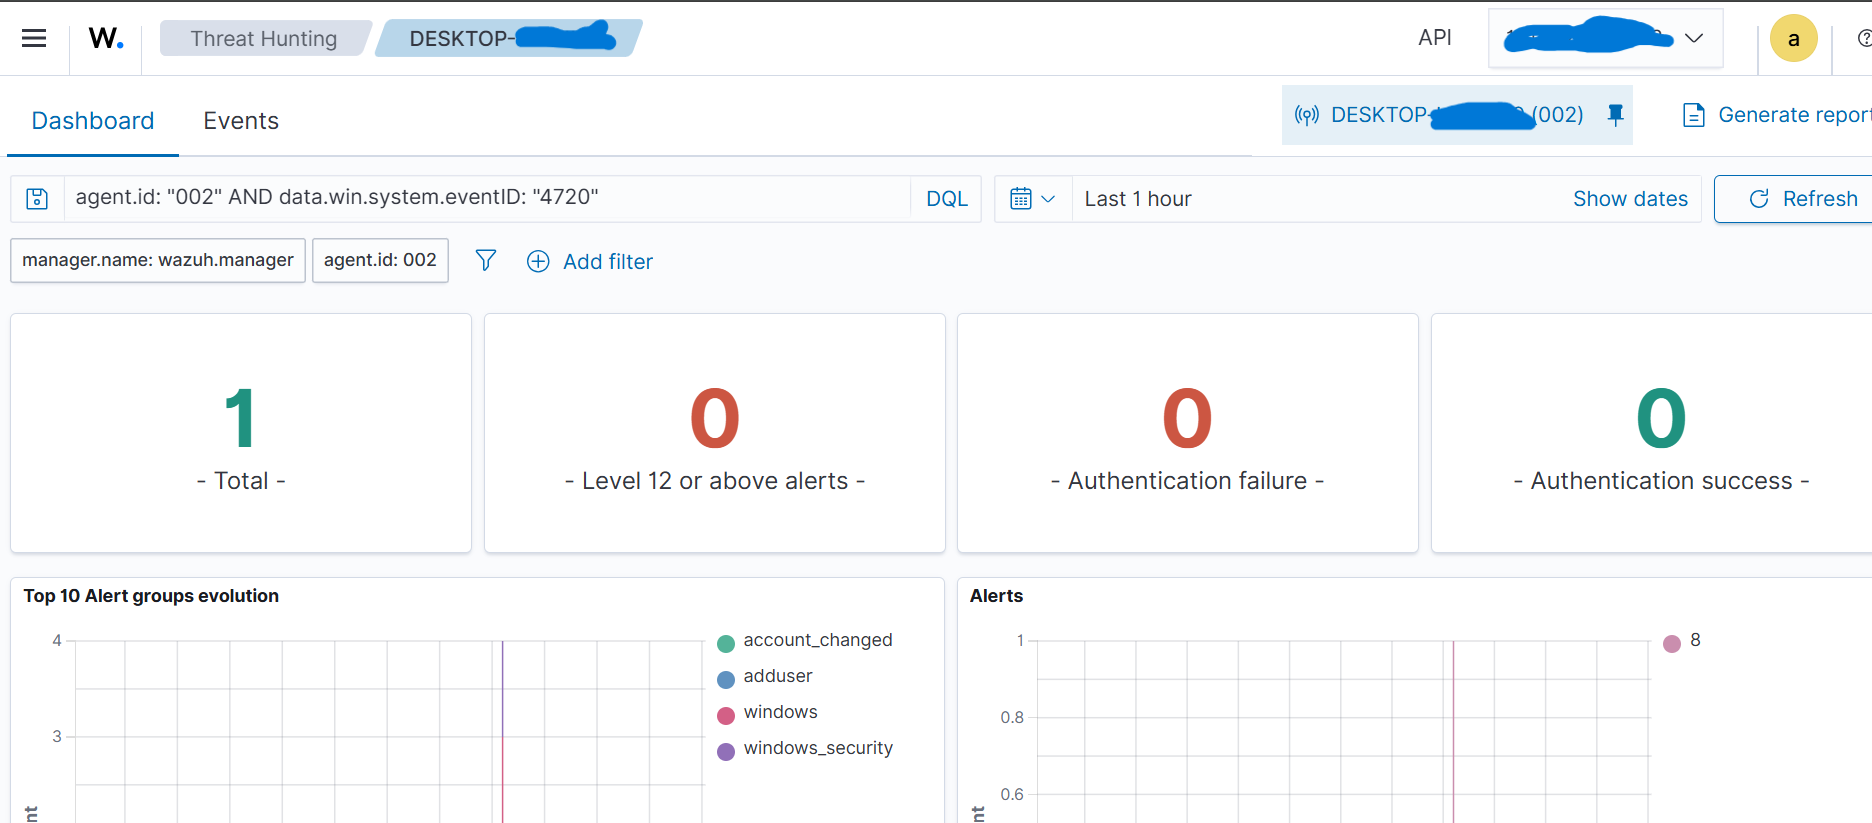 W.
Threat Hunting
DESKTOP-
API
a
Dashboard
Events
DESKTOP-
(002)
Generate report
agent.id: "002" AND data.win.system.eventID: "4720"
DQL
Last 1 hour
Show dates
Refresh
manager.name: wazuh.manager
agent.id: 002
Add filter
1
- Total -
0
- Level 12 or above alerts -
0
- Authentication failure -
0
- Authentication success -
Top 10 Alert groups evolution
4
3
account_changed
adduser
windows
windows_security
Alerts
1
0.8
0.6
8